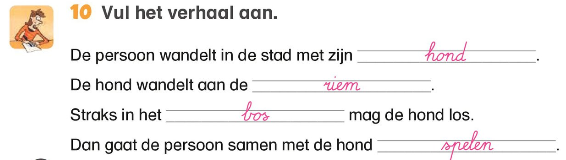 10 Vul het verhaal aan.
De persoon wandelt in de stad met zijn hond.
De hond wandelt aan de riem.
Straks in het bos mag de hond los.
Dan gaat de persoon samen met de hond spelen.